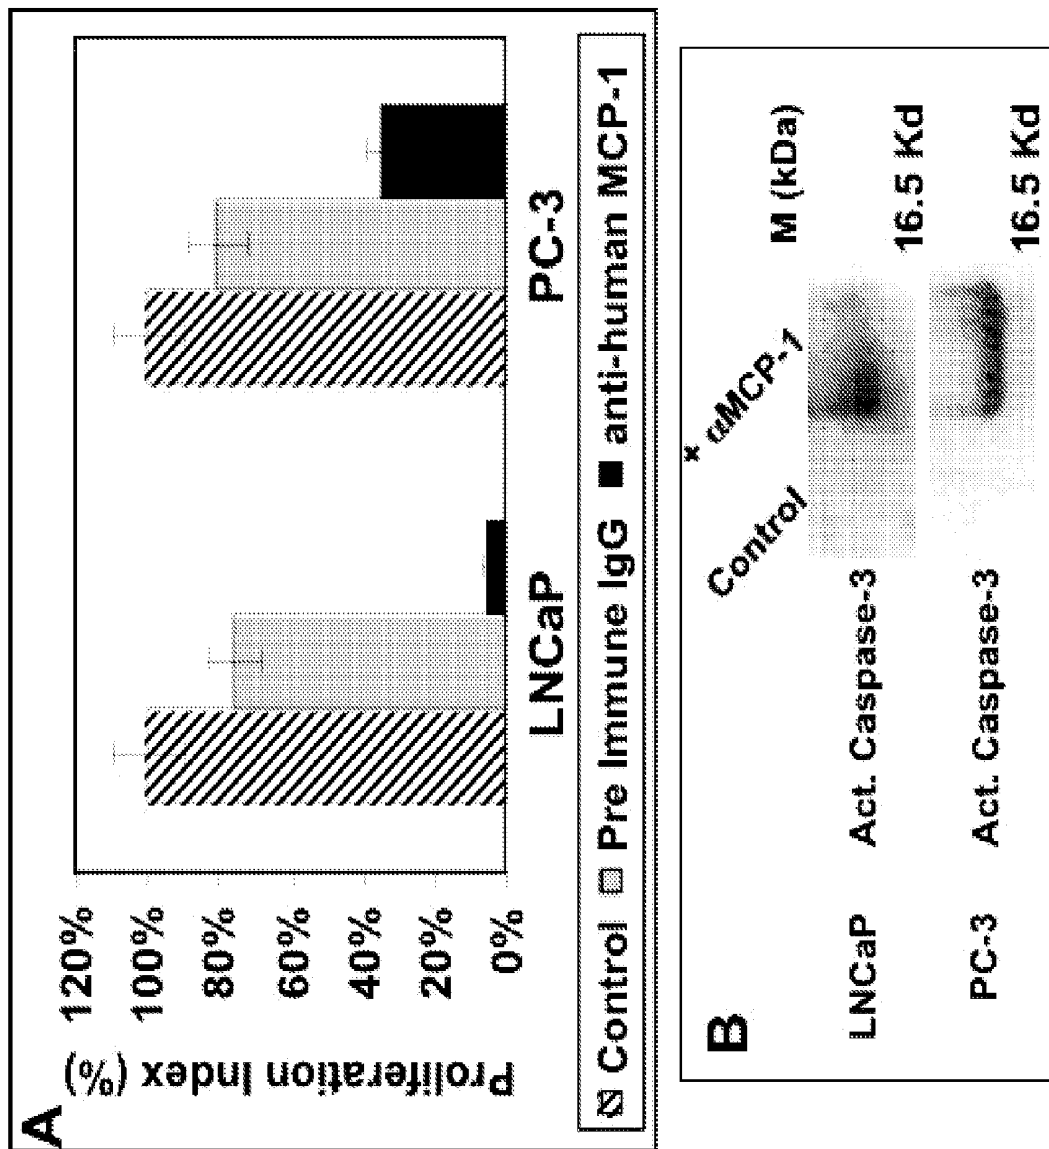 A
Proliferation Index (%)
120%
100%
80%
60%
40%
20%
0%
LNCaP
PC-3
Control
Pre Immune IgG
anti-human MCP-1
B
Control
* αMCP-1
M (kDa)
LNCaP
Act. Caspase-3
16.5 Kd
PC-3
Act. Caspase-3
16.5 Kd